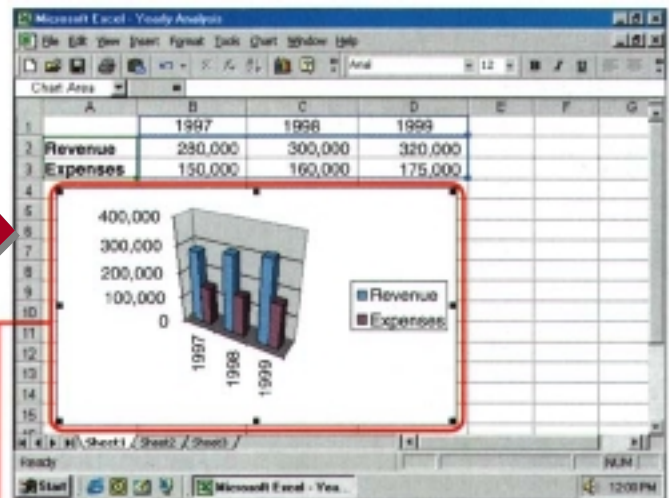 Microsoft Excel - Yearly Analysis
File Edit View Insert Format Tools Chart Window Help
Arial 12 B I U
Chart Area =
A B C D E F G
1 1997 1998 1999
2 Revenue 280,000 300,000 320,000
3 Expenses 150,000 160,000 175,000
4
5
6
7
8
9
10
11
12
13
14
15
400,000
300,000
200,000
100,000
0
1997
1998
1999
Revenue
Expenses
Sheet1 Sheet2 Sheet3
Ready NUM
Start Microsoft Excel - Yea... 12:00 PM